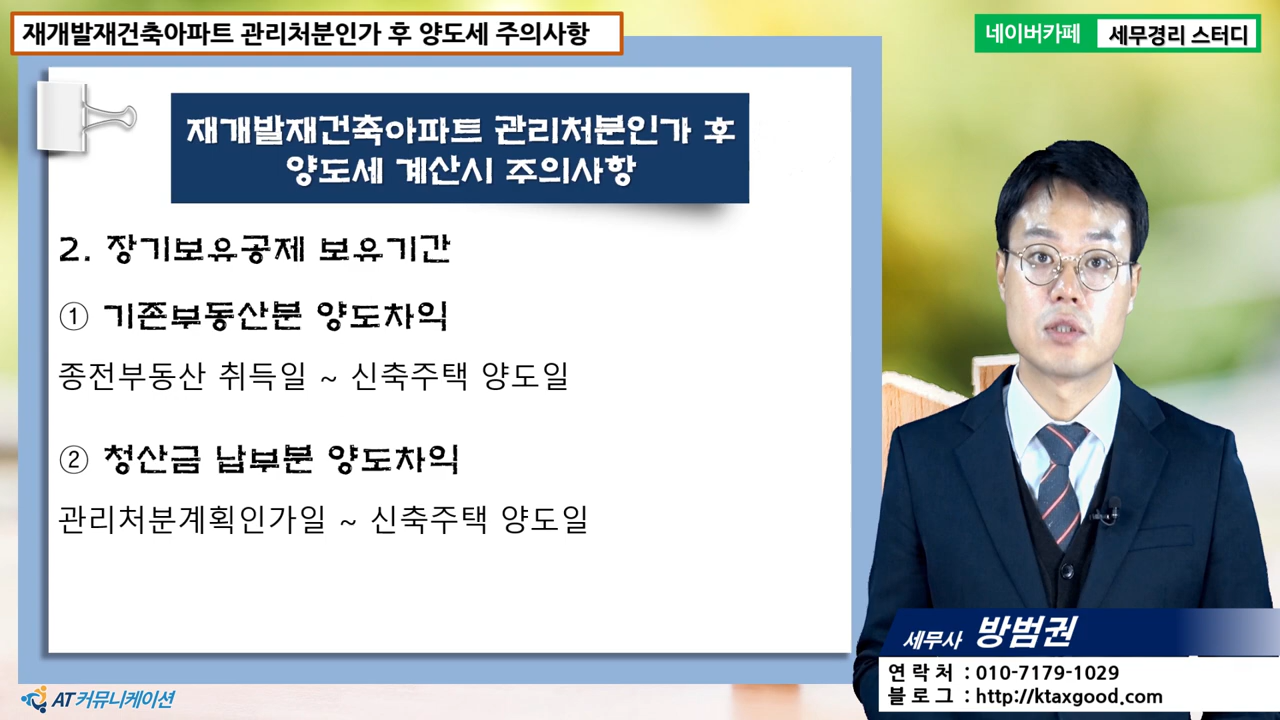 재개발재건축아파트 관리처분인가 후 양도세 주의사항
네이버카페 세무경리 스터디
재개발재건축아파트 관리처분인가 후
양도세 계산시 주의사항
2. 장기보유공제 보유기간
① 기존부동산분 양도차익
종전부동산 취득일 ~ 신축주택 양도일
② 청산금 납부분 양도차익
관리처분계획인가일 ~ 신축주택 양도일
세무사 방범권
연락처 : 010-7179-1029
블로그 : http://ktaxgood.com
AT커뮤니케이션